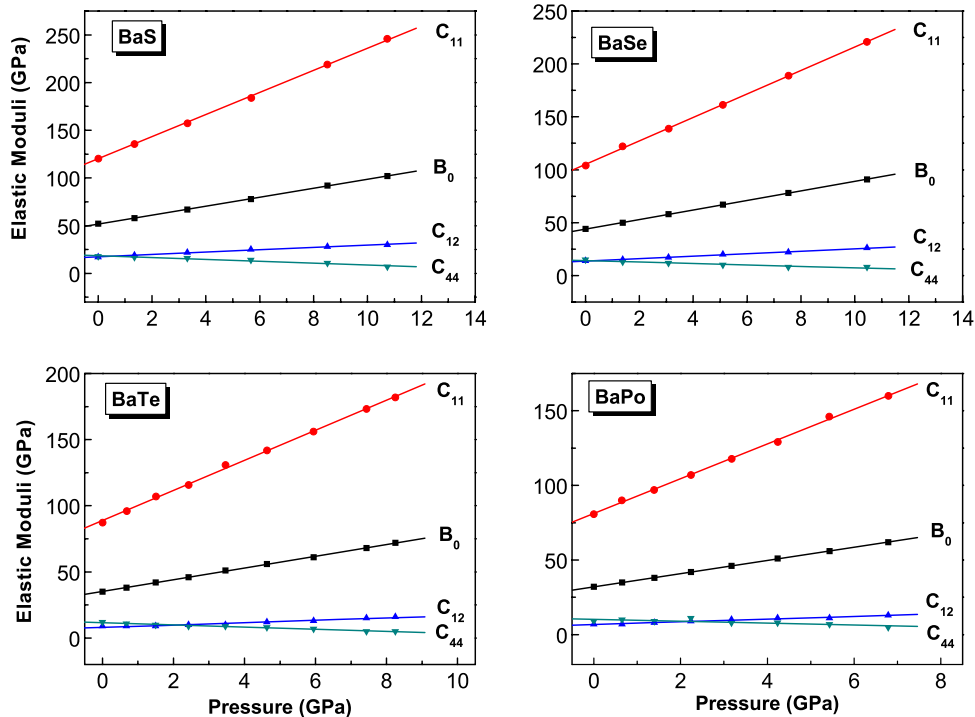 BaS
Elastic Moduli (GPa)
250
200
150
100
50
0
0 2 4 6 8 10 12 14
C11
B0
C12
C44
BaSe
250
200
150
100
50
0
0 2 4 6 8 10 12 14
C11
B0
C12
C44
BaTe
Elastic Moduli (GPa)
200
150
100
50
0
0 2 4 6 8 10
Pressure (GPa)
C11
B0
C12
C44
BaPo
150
100
50
0
0 2 4 6 8
Pressure (GPa)
C11
B0
C12
C44